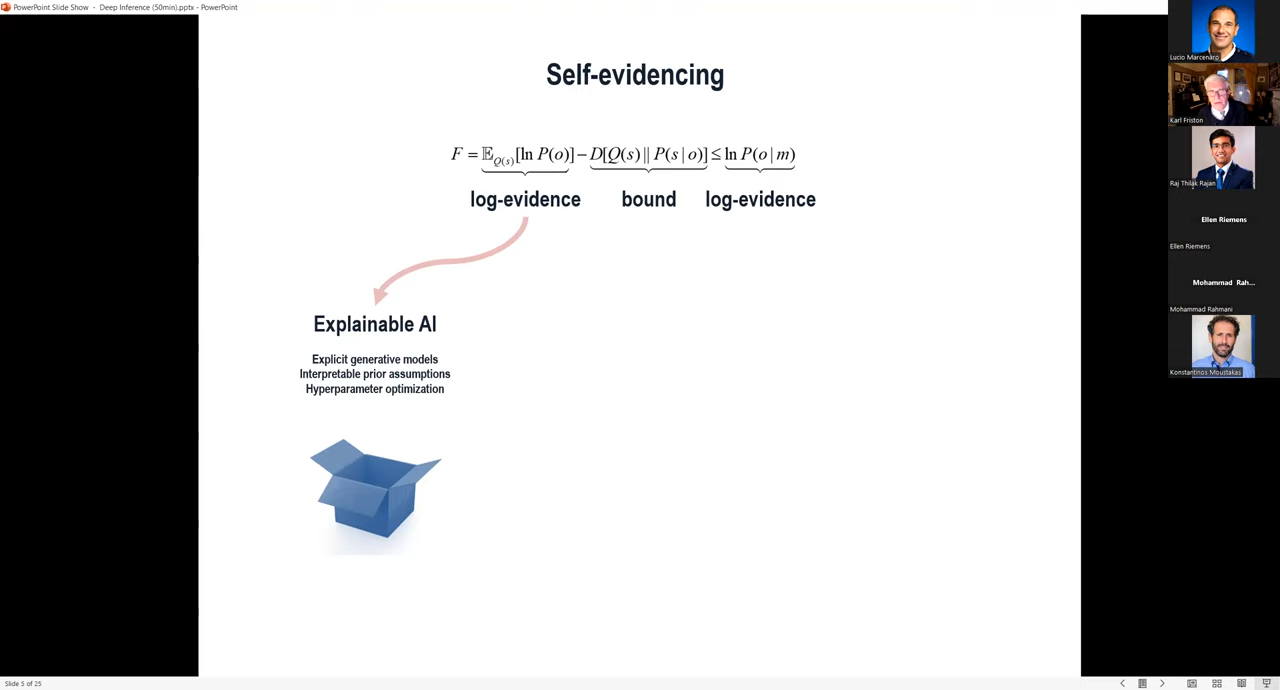 PowerPoint Slide Show - Deep Inference (50min).pptx - PowerPoint
Self-evidencing
F = 𝔼_{Q(s)}[ln P(o)] − D[Q(s) || P(s | o)] ≤ ln P(o | m)
log-evidence bound log-evidence
Explainable AI
Explicit generative models
Interpretable prior assumptions
Hyperparameter optimization
Lucio Marcenaro
Karl Friston
Raj Thilak Rajan
Ellen Riemens
Ellen Riemens
Mohammad Rah...
Mohammad Rahmani
Konstantinos Moustakas
Slide 5 of 25